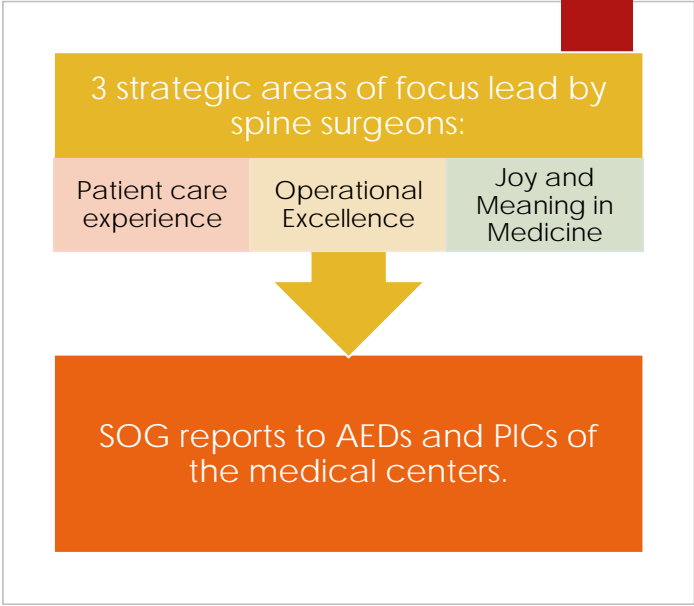 3 strategic areas of focus lead by
spine surgeons:
Patient care
experience
Operational
Excellence
Joy and
Meaning in
Medicine
SOG reports to AEDs and PICs of
the medical centers.